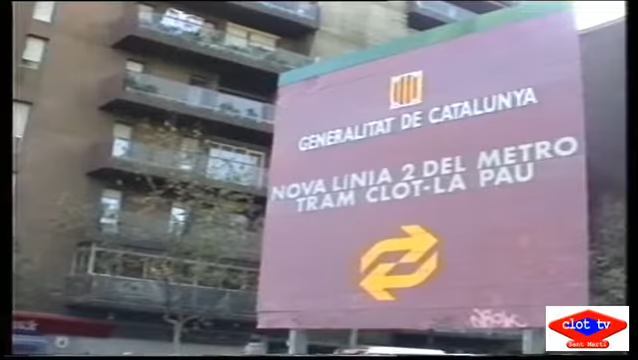 GENERALITAT DE CATALUNYA
NOVA LINIA 2 DEL METRO
TRAM CLOT-LA PAU
clot tv
Sant Martí